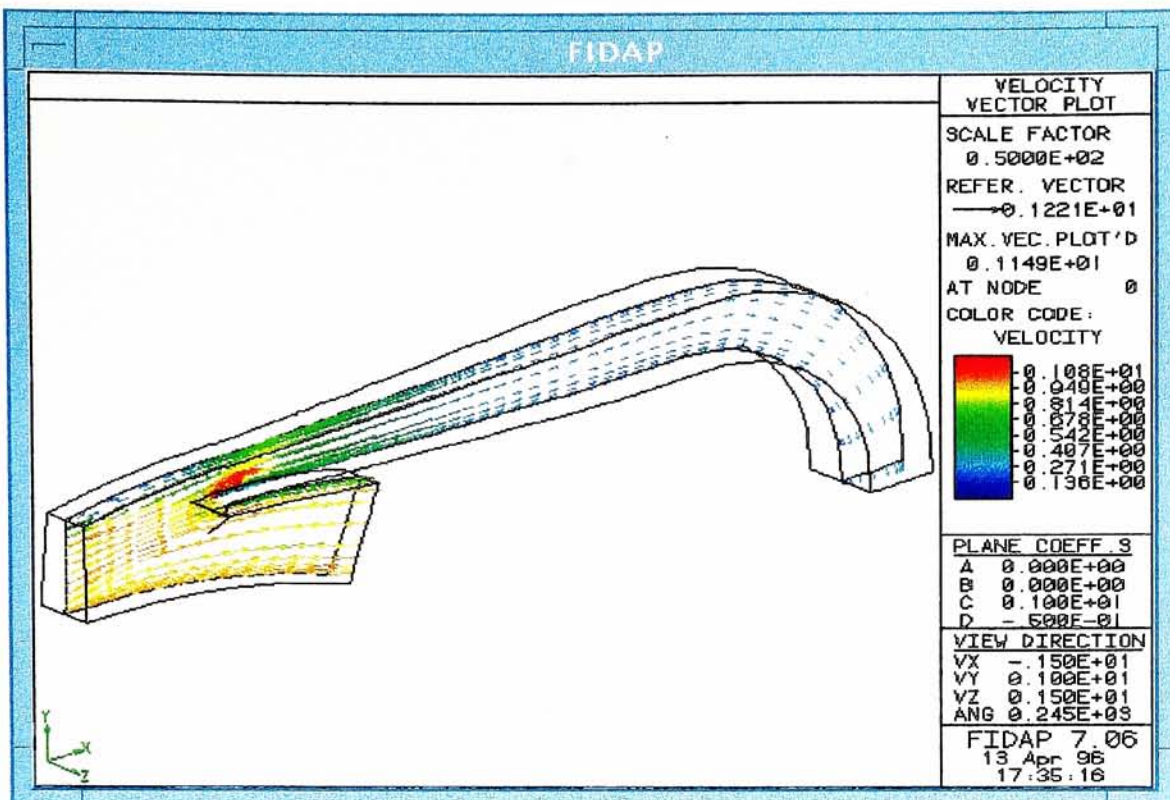 FIDAP
VELOCITY
VECTOR PLOT
SCALE FACTOR
0.5000E+02
REFER. VECTOR
0.1221E+01
MAX.VEC.PLOT'D
0.1149E+01
AT NODE 0
COLOR CODE:
VELOCITY
0.108E+01
0.949E+00
0.814E+00
0.678E+00
0.542E+00
0.407E+00
0.271E+00
0.136E+00
PLANE COEFF.S
A 0.000E+00
B 0.000E+00
C 0.100E+01
D -.500E-01
VIEW DIRECTION
VX -.150E+01
VY 0.100E+01
VZ 0.150E+01
ANG 0.245E+03
FIDAP 7.06
13 Apr 96
17:35:16
Y
X
Z